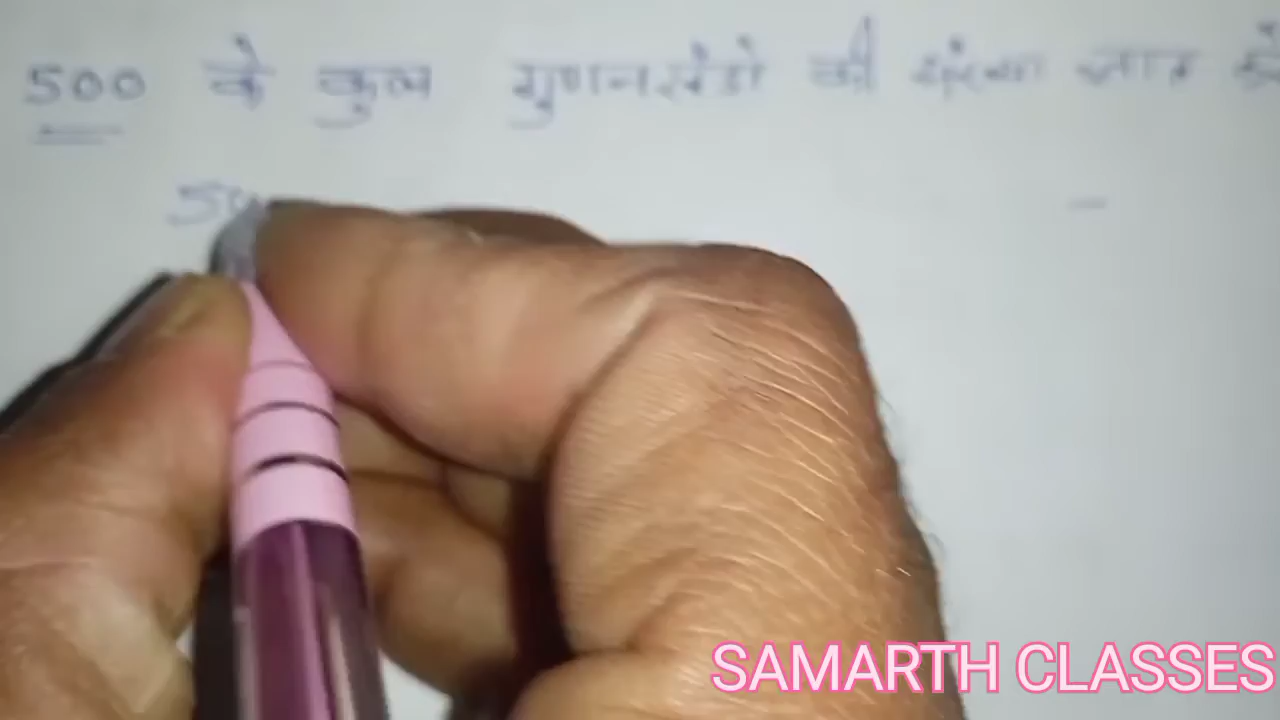 500 के कुल गुणनखंडो की संख्या ज्ञात
SAMARTH CLASSES